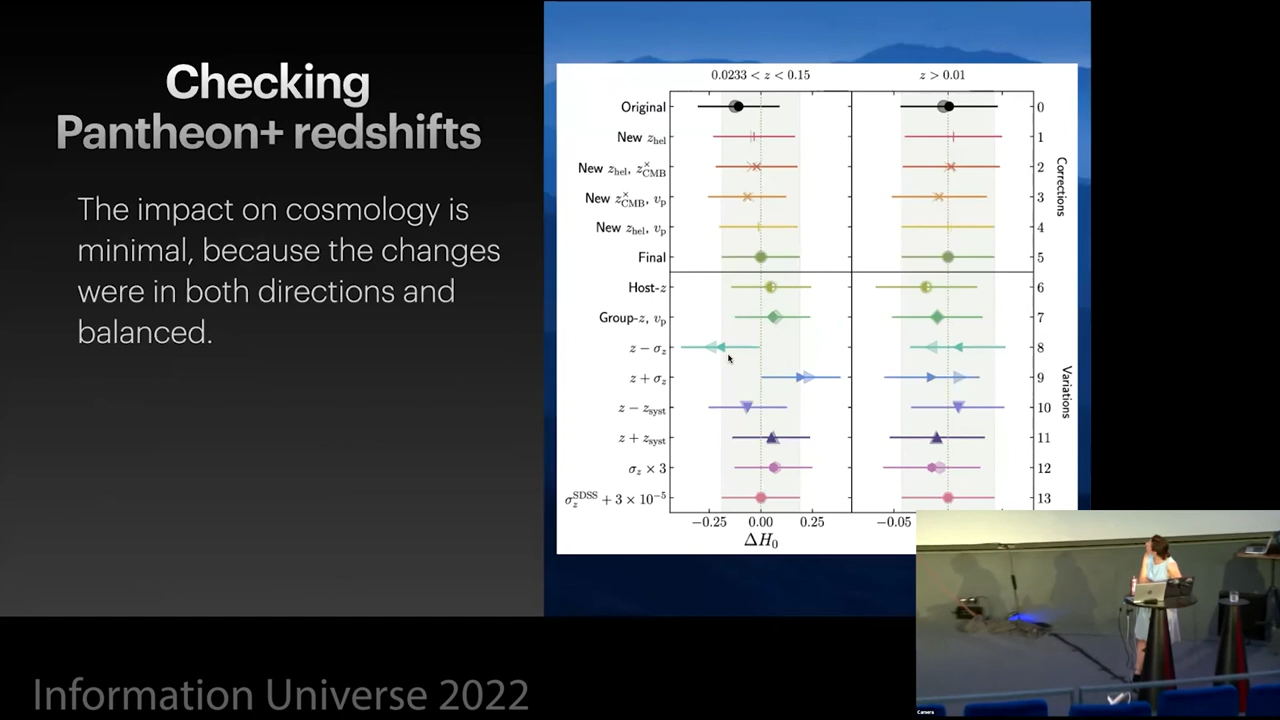 Checking
Pantheon+ redshifts
The impact on cosmology is
minimal, because the changes
were in both directions and
balanced.
0.0233 < z < 0.15
z > 0.01
Original
0
New z_hel
1
New z_hel, z^×_CMB
2
New z^×_CMB, v_p
3
New z_hel, v_p
4
Final
5
Corrections
Host-z
6
Group-z, v_p
7
z − σ_z
8
z + σ_z
9
z − z_syst
10
z + z_syst
11
σ_z × 3
12
σ_z^SDSS + 3 × 10^−5
13
Variations
−0.25 0.00 0.25
−0.05
ΔH_0
Information Universe 2022
Camera